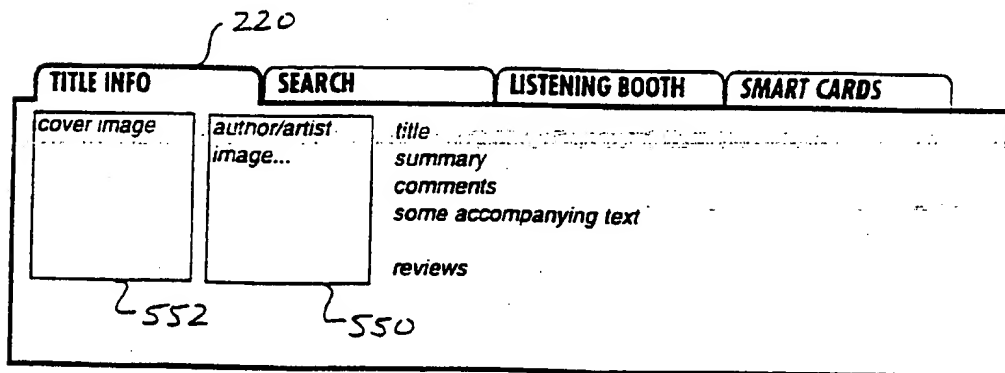 220
TITLE INFO SEARCH LISTENING BOOTH SMART CARDS
cover image author/artist title
image... summary
comments
some accompanying text
reviews
552 550